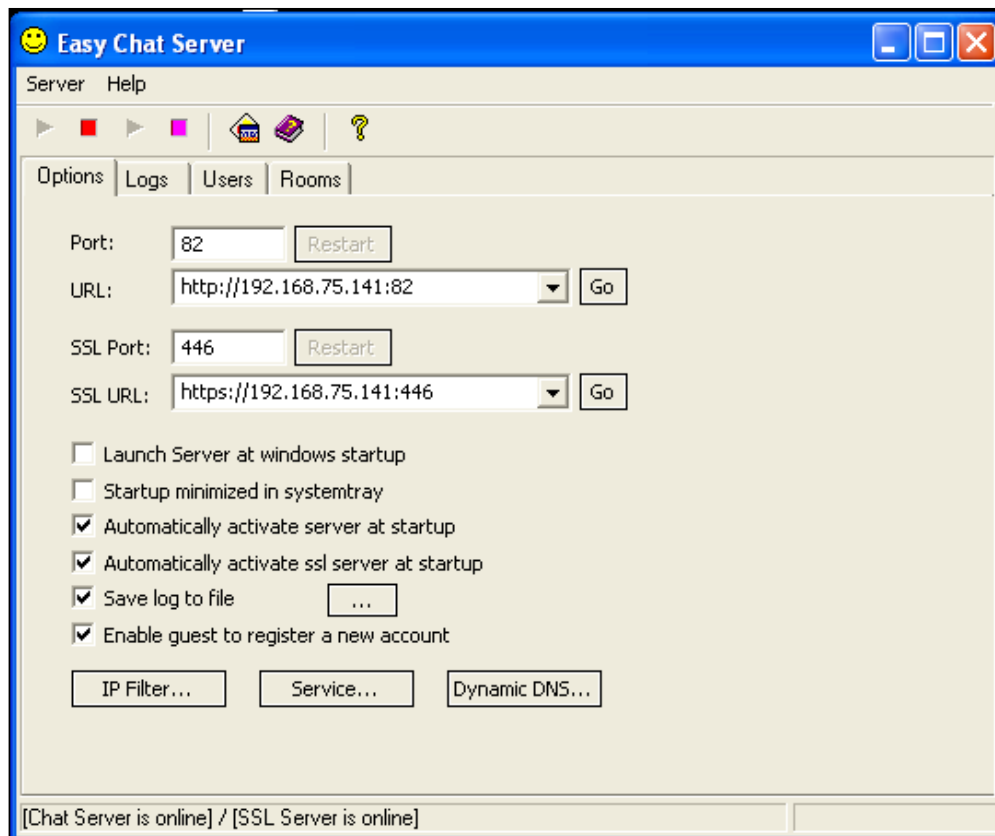 Easy Chat Server
Server Help
Options Logs Users Rooms
Port: 82 Restart
URL: http://192.168.75.141:82 Go
SSL Port: 446 Restart
SSL URL: https://192.168.75.141:446 Go
Launch Server at windows startup
Startup minimized in systemtray
Automatically activate server at startup
Automatically activate ssl server at startup
Save log to file ...
Enable guest to register a new account
IP Filter... Service... Dynamic DNS...
[Chat Server is online] / [SSL Server is online]